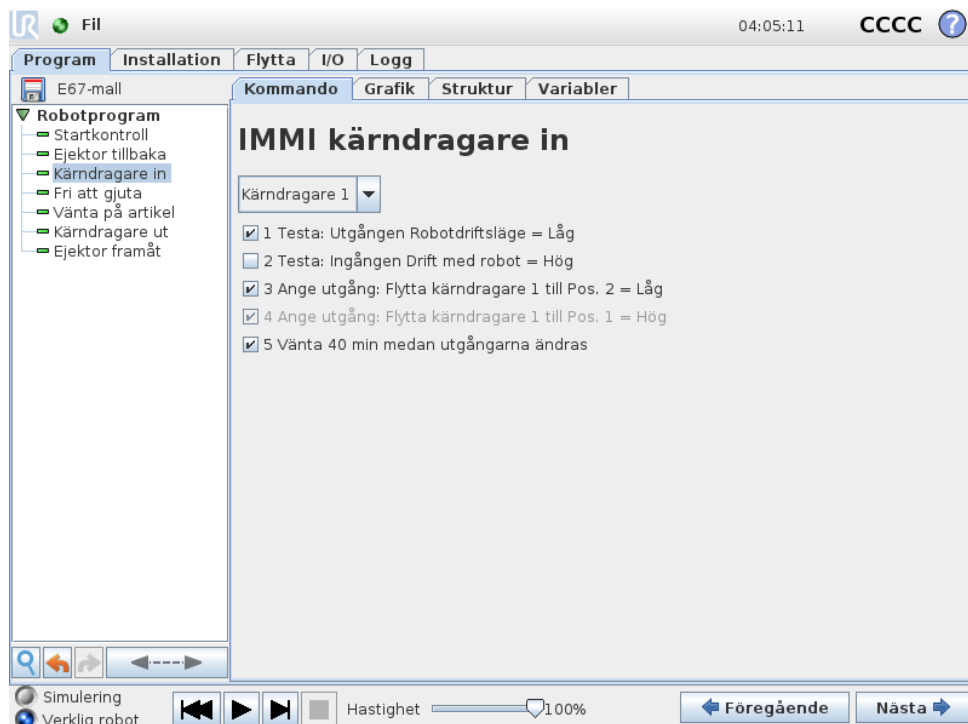 UR Fil 04:05:11 CCCC ?
Program Installation Flytta I/O Logg
E67-mall
Kommando Grafik Struktur Variabler
Robotprogram
Startkontroll
Ejektor tillbaka
Kärndragare in
Fri att gjuta
Vänta på artikel
Kärndragare ut
Ejektor framåt
IMMI kärndragare in
Kärndragare 1
1 Testa: Utgången Robotdriftsläge = Låg
2 Testa: Ingången Drift med robot = Hög
3 Ange utgång: Flytta kärndragare 1 till Pos. 2 = Låg
4 Ange utgång: Flytta kärndragare 1 till Pos. 1 = Hög
5 Vänta 40 min medan utgångarna ändras
Simulering
Verklig robot
Hastighet 100%
Föregående Nästa